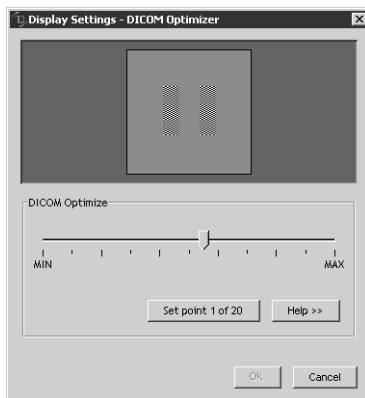 Display Settings - DICOM Optimizer
DICOM Optimize
MIN MAX
Set point 1 of 20 Help >>
Ok Cancel